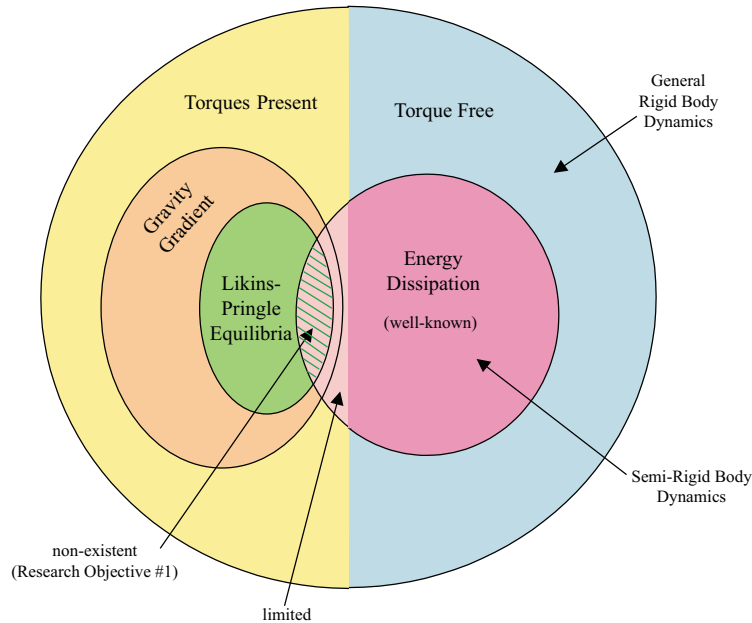 Torques Present
Torque Free
General
Rigid Body
Dynamics
Gravity
Gradient
Likins-
Pringle
Equilibria
Energy
Dissipation
(well-known)
Semi-Rigid Body
Dynamics
non-existent
(Research Objective #1)
limited